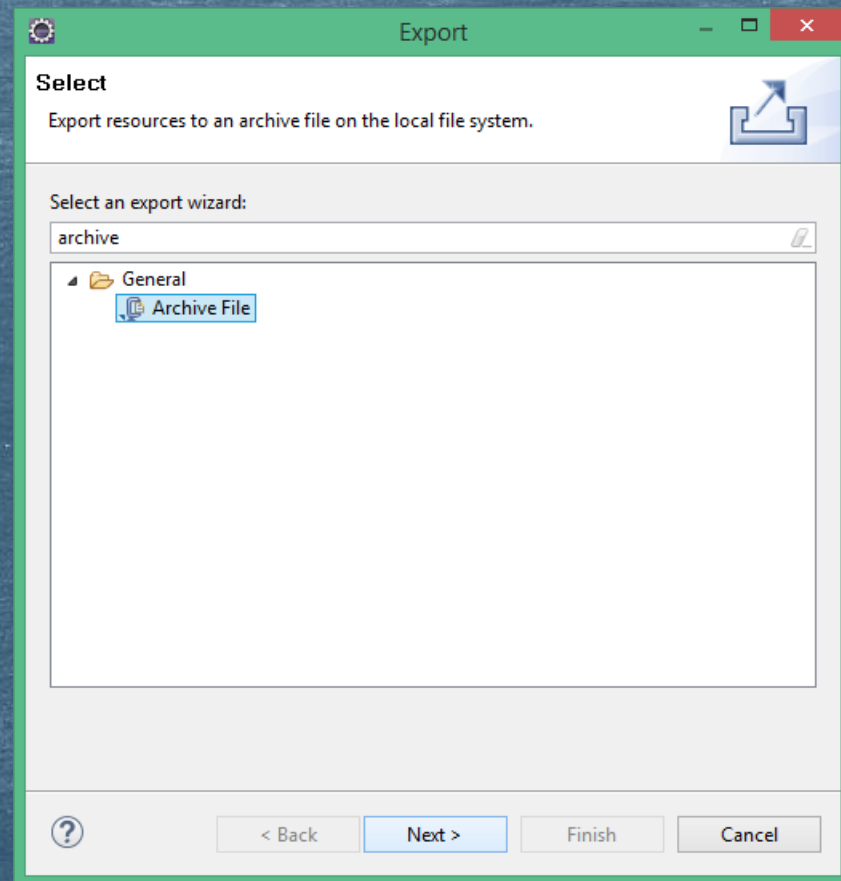 Export
Select
Export resources to an archive file on the local file system.
Select an export wizard:
archive
General
Archive File
?
< Back Next > Finish Cancel